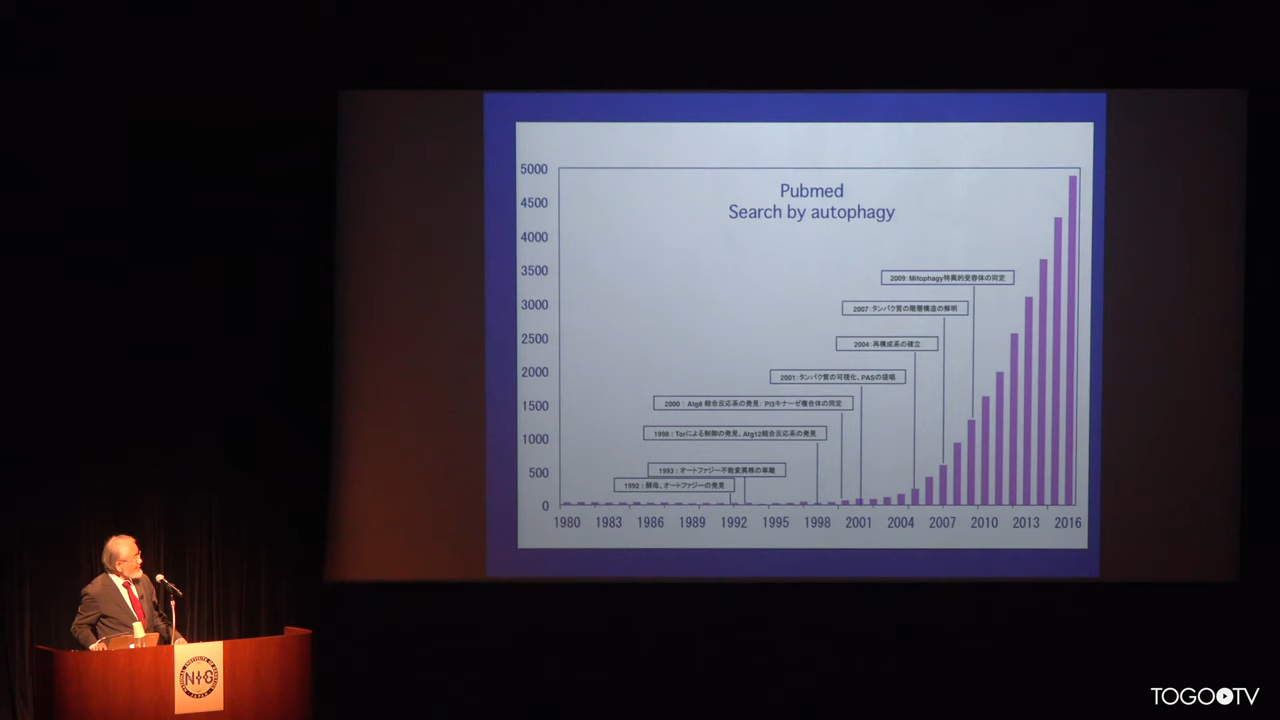 Pubmed
Search by autophagy
5000
4500
4000
3500
3000
2500
2000
1500
1000
500
0
2009: Mitophagy特異的受容体の同定
2007: タンパク質の階層構造の解明
2004: 再構成系の確立
2001: タンパク質の可視化、PASの提唱
2000 : Atg8 結合反応系の発見; PI3キナーゼ複合体の同定
1998 : Torによる制御の発見、Atg12結合反応系の発見
1993 : オートファジー不能変異株の単離
1992 : 酵母、オートファジーの発見
1980 1983 1986 1989 1992 1995 1998 2001 2004 2007 2010 2013 2016
NIG
TOGOTV